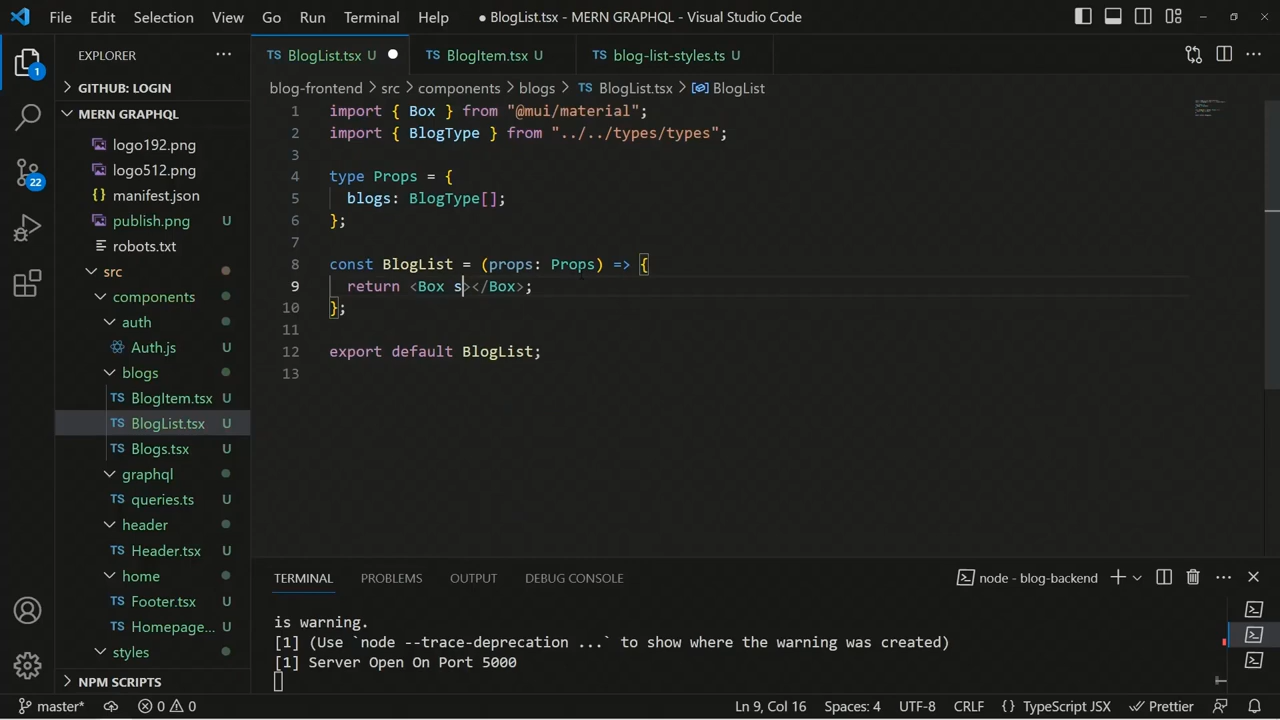 File Edit Selection View Go Run Terminal Help
● BlogList.tsx - MERN GRAPHQL - Visual Studio Code
EXPLORER
BlogList.tsx U
BlogItem.tsx U
TS blog-list-styles.ts U
1
GITHUB: LOGIN
MERN GRAPHQL
logo192.png
logo512.png
{} manifest.json
publish.png U
robots.txt
src
components
auth
Auth.js U
blogs
TS BlogItem.tsx U
TS BlogList.tsx U
TS Blogs.tsx U
graphql
TS queries.ts U
header
TS Header.tsx U
home
TS Footer.tsx U
TS Homepage... U
styles
NPM SCRIPTS
22
blog-frontend > src > components > blogs > TS BlogList.tsx > BlogList
1 import { Box } from "@mui/material";
2 import { BlogType } from "../../types/types";
3
4 type Props = {
5 blogs: BlogType[];
6 };
7
8 const BlogList = (props: Props) => {
9 return <Box s></Box>;
10 };
11
12 export default BlogList;
13
TERMINAL PROBLEMS OUTPUT DEBUG CONSOLE
node - blog-backend
is warning.
[1] (Use `node --trace-deprecation ...` to show where the warning was created)
[1] Server Open On Port 5000
master* 0 0
Ln 9, Col 16 Spaces: 4 UTF-8 CRLF {} TypeScript JSX Prettier